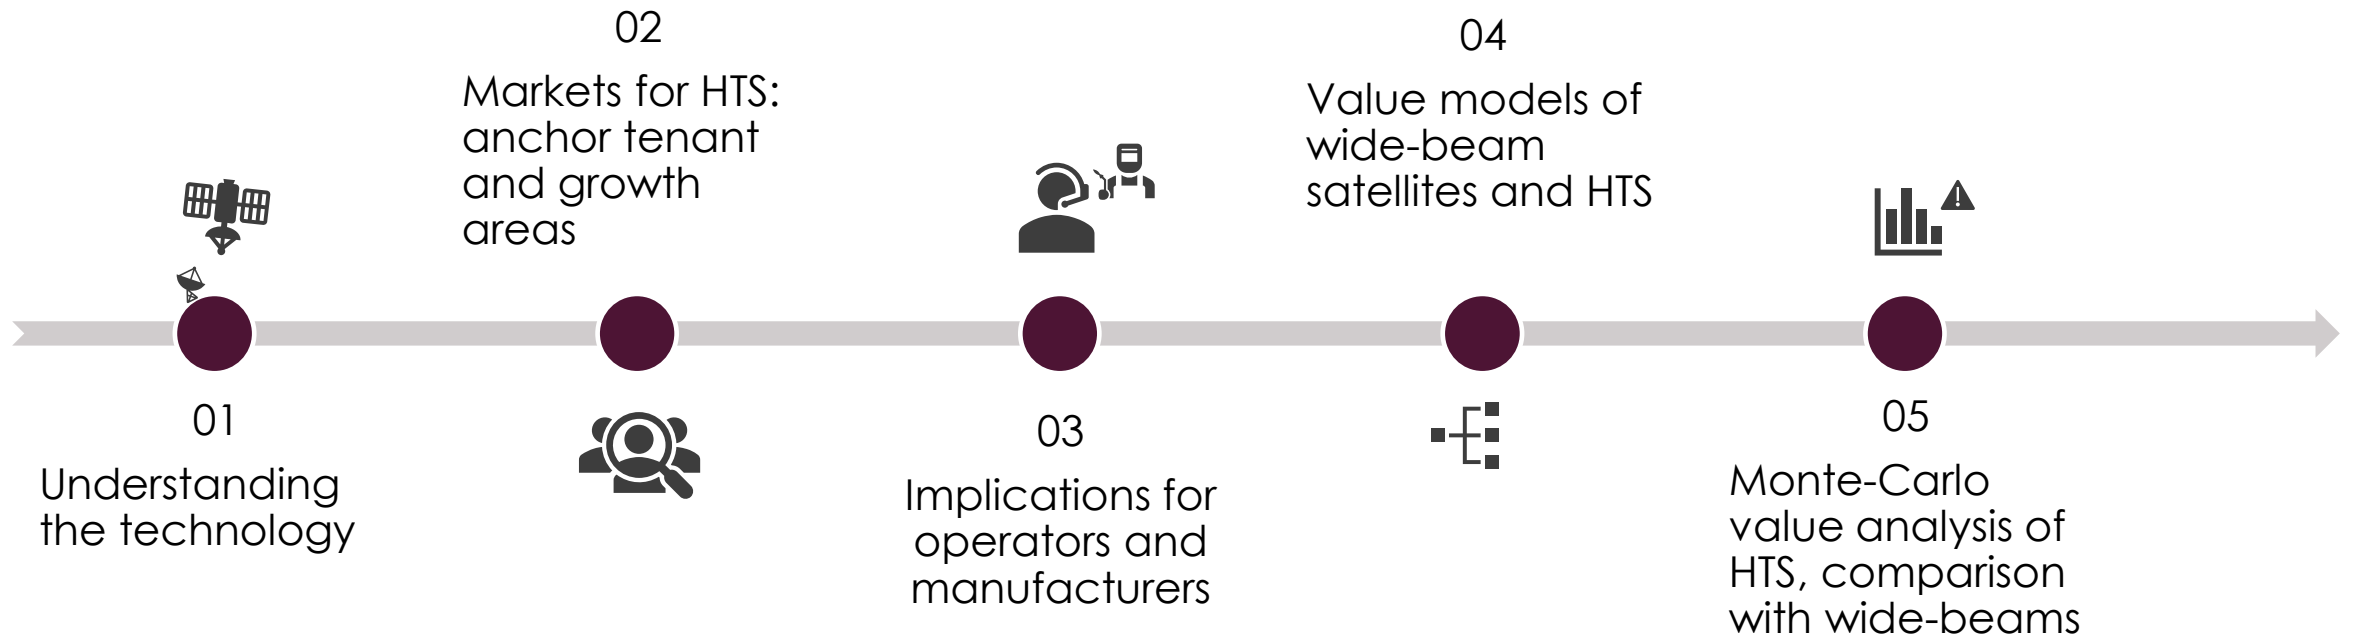 01
Understanding
the technology
02
Markets for HTS:
anchor tenant
and growth
areas
03
Implications for
operators and
manufacturers
04
Value models of
wide-beam
satellites and HTS
05
Monte-Carlo
value analysis of
HTS, comparison
with wide-beams